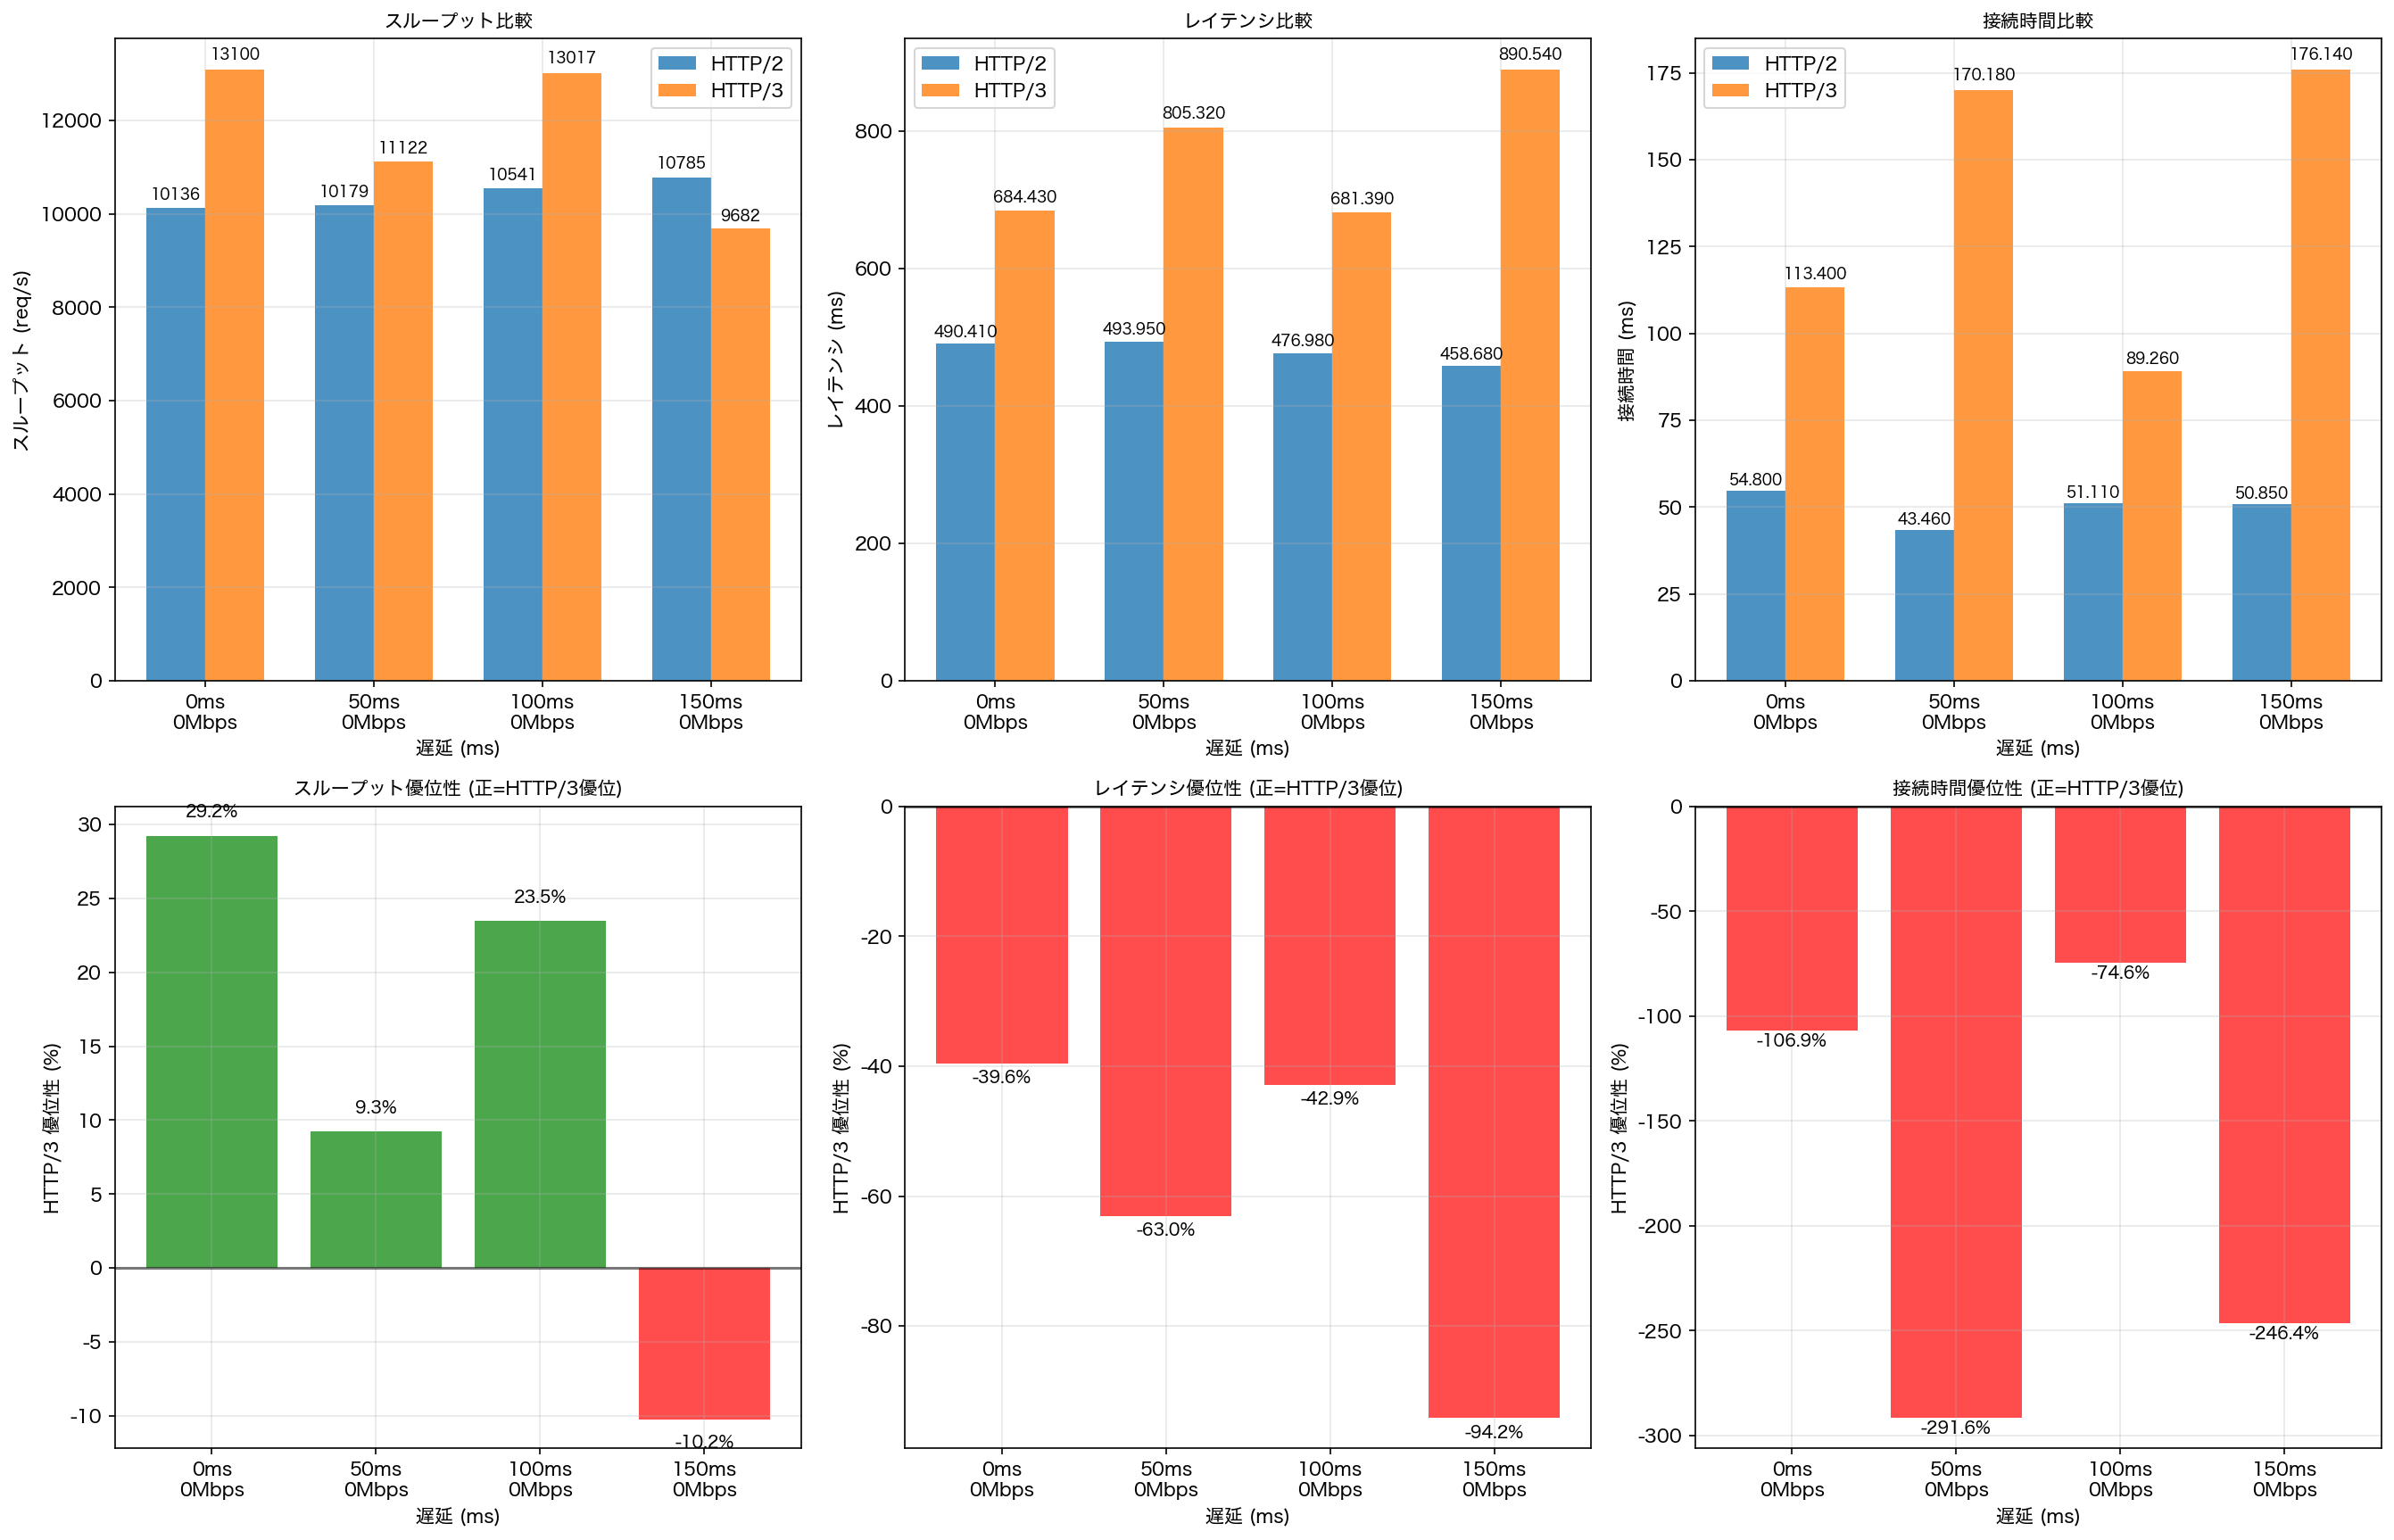 スループット比較
13100
13017
12000
11122
10785
10541
10136
10179
10000
9682
8000
6000
4000
2000
0
スループット (req/s)
HTTP/2
HTTP/3
0ms
0Mbps
50ms
0Mbps
100ms
0Mbps
150ms
0Mbps
遅延 (ms)
レイテンシ比較
HTTP/2
HTTP/3
890.540
805.320
800
684.430
681.390
600
490.410
493.950
476.980
458.680
400
200
0
レイテンシ (ms)
0ms
0Mbps
50ms
0Mbps
100ms
0Mbps
150ms
0Mbps
遅延 (ms)
接続時間比較
HTTP/2
HTTP/3
176.140
175
170.180
150
125
113.400
100
89.260
75
54.800
51.110
50.850
50
43.460
25
0
接続時間 (ms)
0ms
0Mbps
50ms
0Mbps
100ms
0Mbps
150ms
0Mbps
遅延 (ms)
スループット優位性 (正=HTTP/3優位)
29.2%
30
25
23.5%
20
15
10
9.3%
5
0
-5
-10
-10.2%
HTTP/3 優位性 (%)
0ms
0Mbps
50ms
0Mbps
100ms
0Mbps
150ms
0Mbps
遅延 (ms)
レイテンシ優位性 (正=HTTP/3優位)
0
-20
-40
-39.6%
-42.9%
-60
-63.0%
-80
-94.2%
HTTP/3 優位性 (%)
0ms
0Mbps
50ms
0Mbps
100ms
0Mbps
150ms
0Mbps
遅延 (ms)
接続時間優位性 (正=HTTP/3優位)
0
-50
-74.6%
-100
-106.9%
-150
-200
-250
-246.4%
-291.6%
-300
HTTP/3 優位性 (%)
0ms
0Mbps
50ms
0Mbps
100ms
0Mbps
150ms
0Mbps
遅延 (ms)